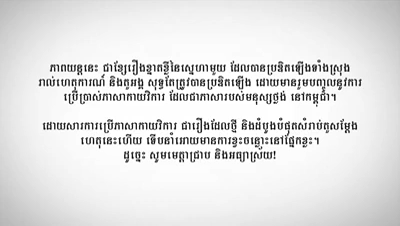 ភាពយន្តនេះ ជាខ្សែរឿងខ្នាតខ្លីនៃស្នេហាមួយ ដែលបានប្រឌិតឡើងទាំងស្រុង
រាល់ហេតុការណ៍ និងតួអង្គ សុទ្ធតែត្រូវបានប្រឌិតឡើង ដោយមានរួមបញ្ចូលនូវការ
ប្រើប្រាស់ភាសាកាយវិការ ដែលជាភាសារបស់មនុស្សថ្លង់ នៅកម្ពុជា។
ដោយសារការប្រើភាសាកាយវិការ ជារឿងដែលថ្មី និងដំបូងបំផុតសំរាប់តួសម្តែង
ហេតុនេះហើយ ទើបនាំអោយមានការខ្វះចន្លោះនៅផ្នែកខ្លះ។
ដូច្នេះ សូមមេត្តាជ្រាប និងអធ្យាស្រ័យ!